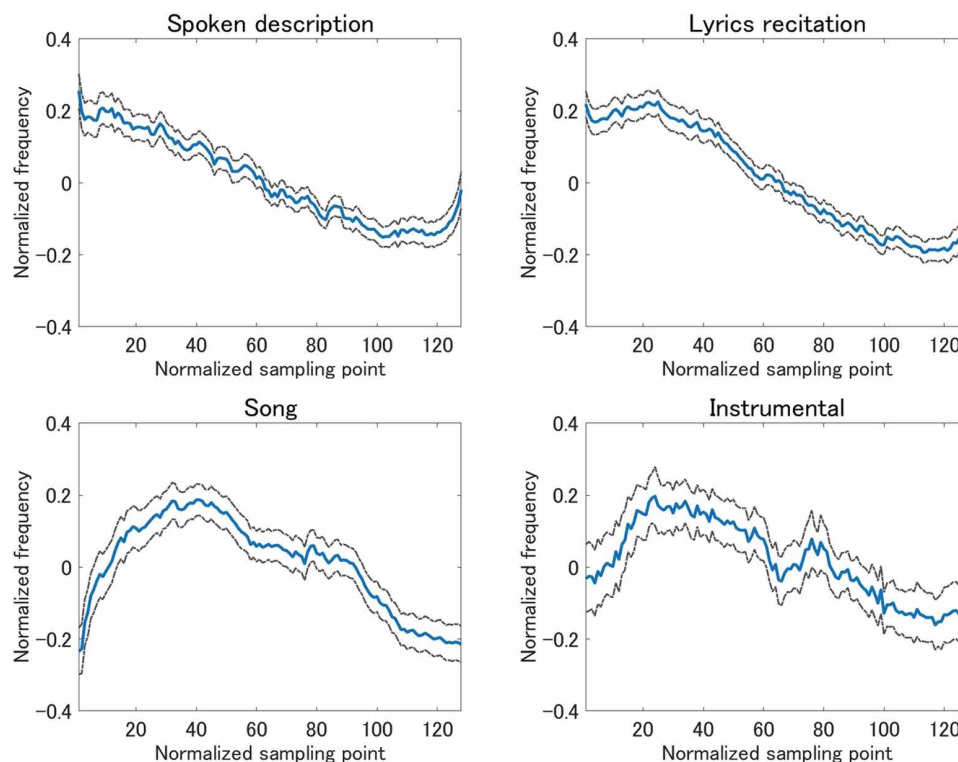 Spoken description
Lyrics recitation
0.4
0.2
0
−0.2
−0.4
Normalized frequency
20 40 60 80 100 120
Normalized sampling point
0.4
0.2
0
−0.2
−0.4
Normalized frequency
20 40 60 80 100 120
Normalized sampling point
Song
Instrumental
0.4
0.2
0
−0.2
−0.4
Normalized frequency
20 40 60 80 100 120
Normalized sampling point
0.4
0.2
0
−0.2
−0.4
Normalized frequency
20 40 60 80 100 120
Normalized sampling point